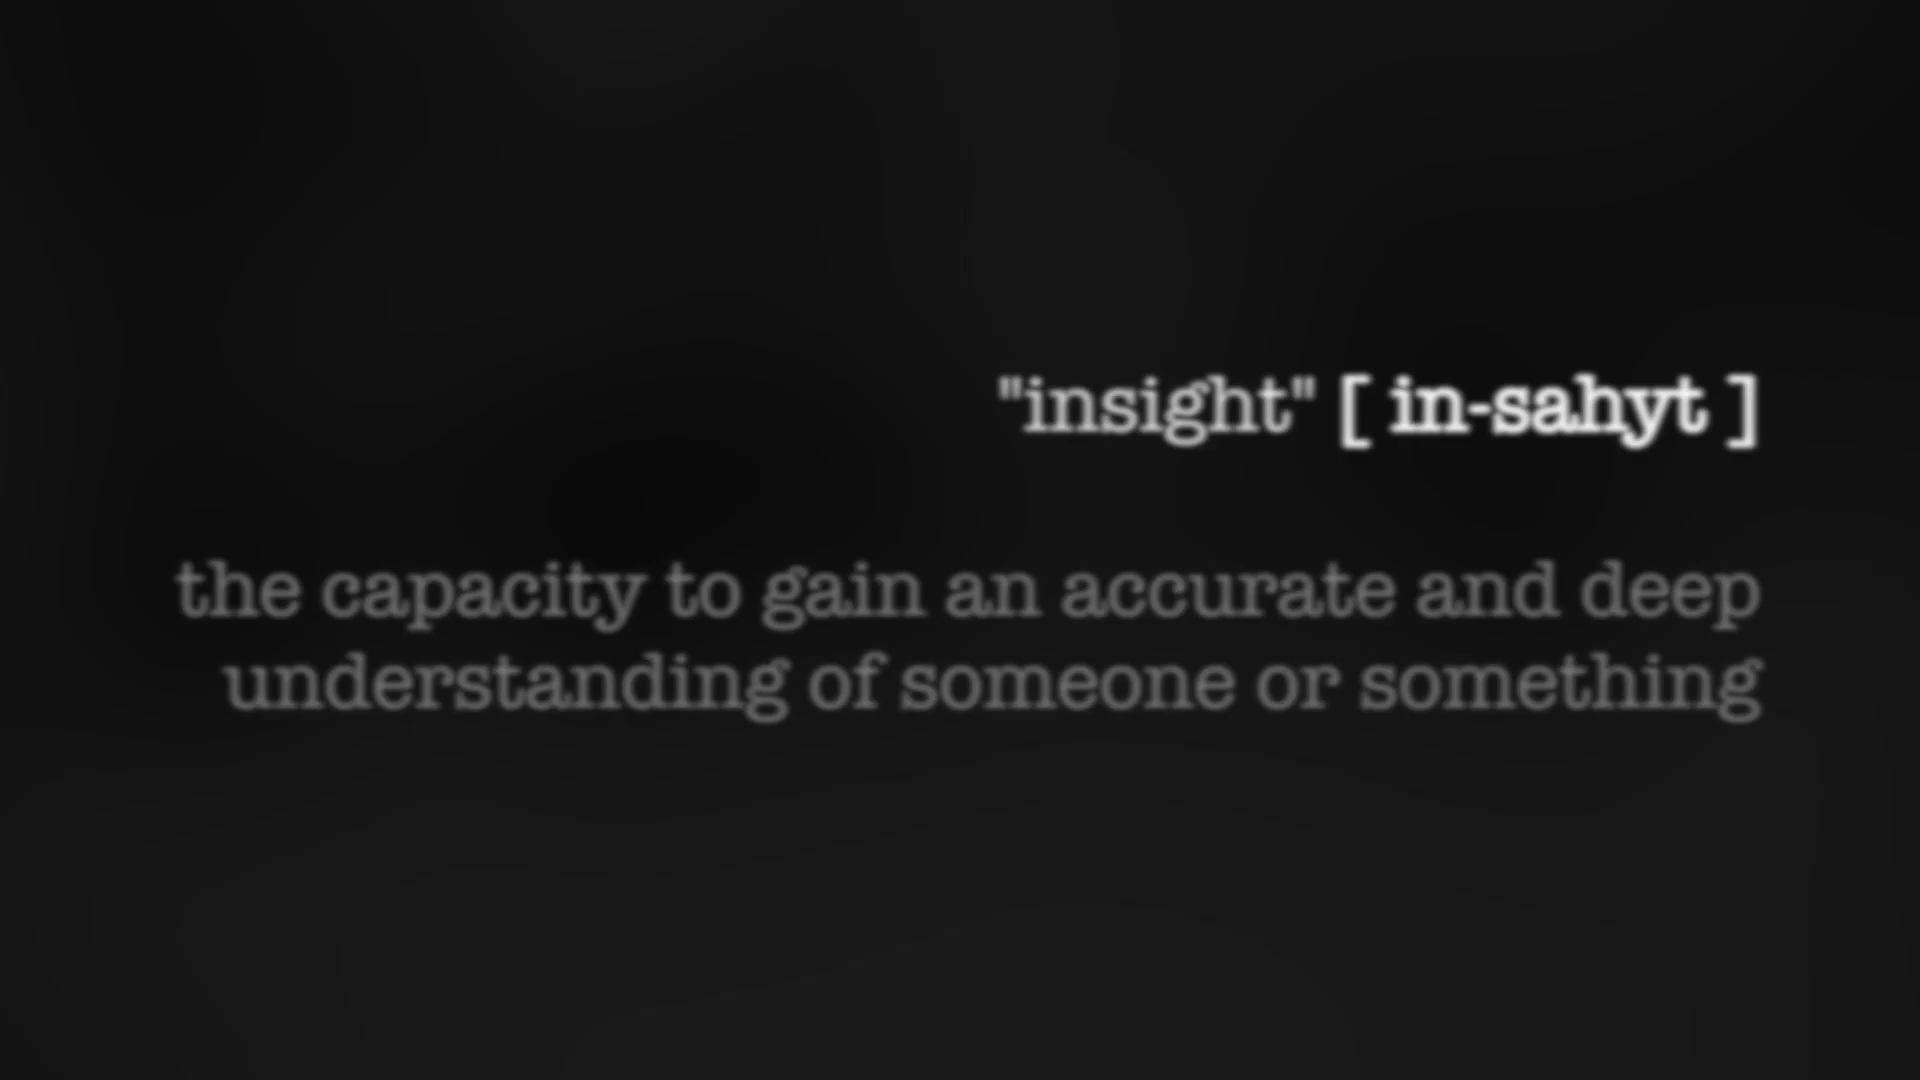 "insight" [ in-sahyt ]
the capacity to gain an accurate and deep
understanding of someone or something